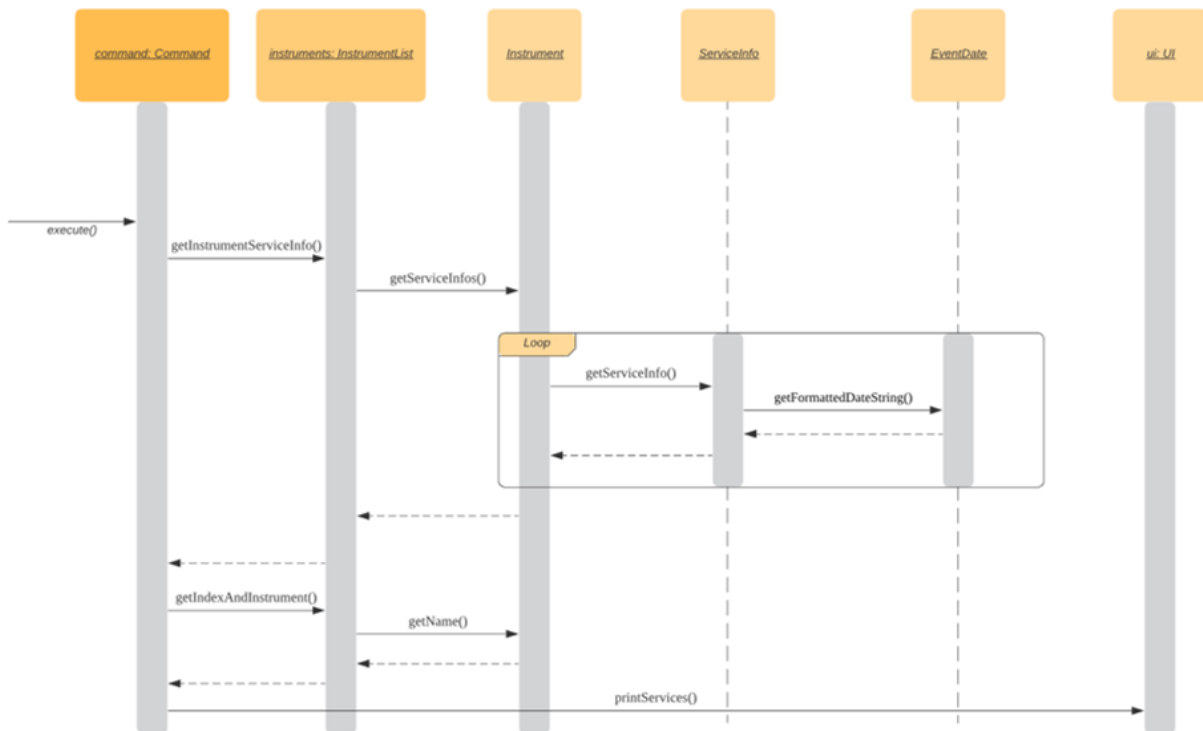 command: Command
instruments: InstrumentList
Instrument
ServiceInfo
EventDate
ui: UI
execute()
getInstrumentServiceInfo()
getServiceInfos()
Loop
getServiceInfo()
getFormattedDateString()
getIndexAndInstrument()
getName()
printServices()